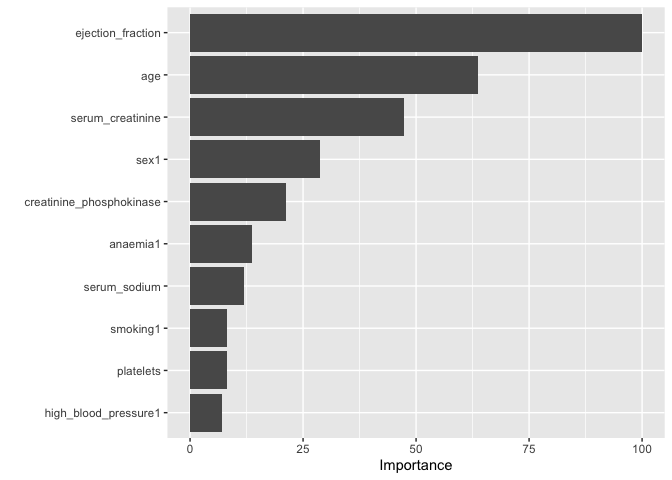 ejection_fraction
age
serum_creatinine
sex1
creatinine_phosphokinase
anaemia1
serum_sodium
smoking1
platelets
high_blood_pressure1
0 25 50 75 100
Importance